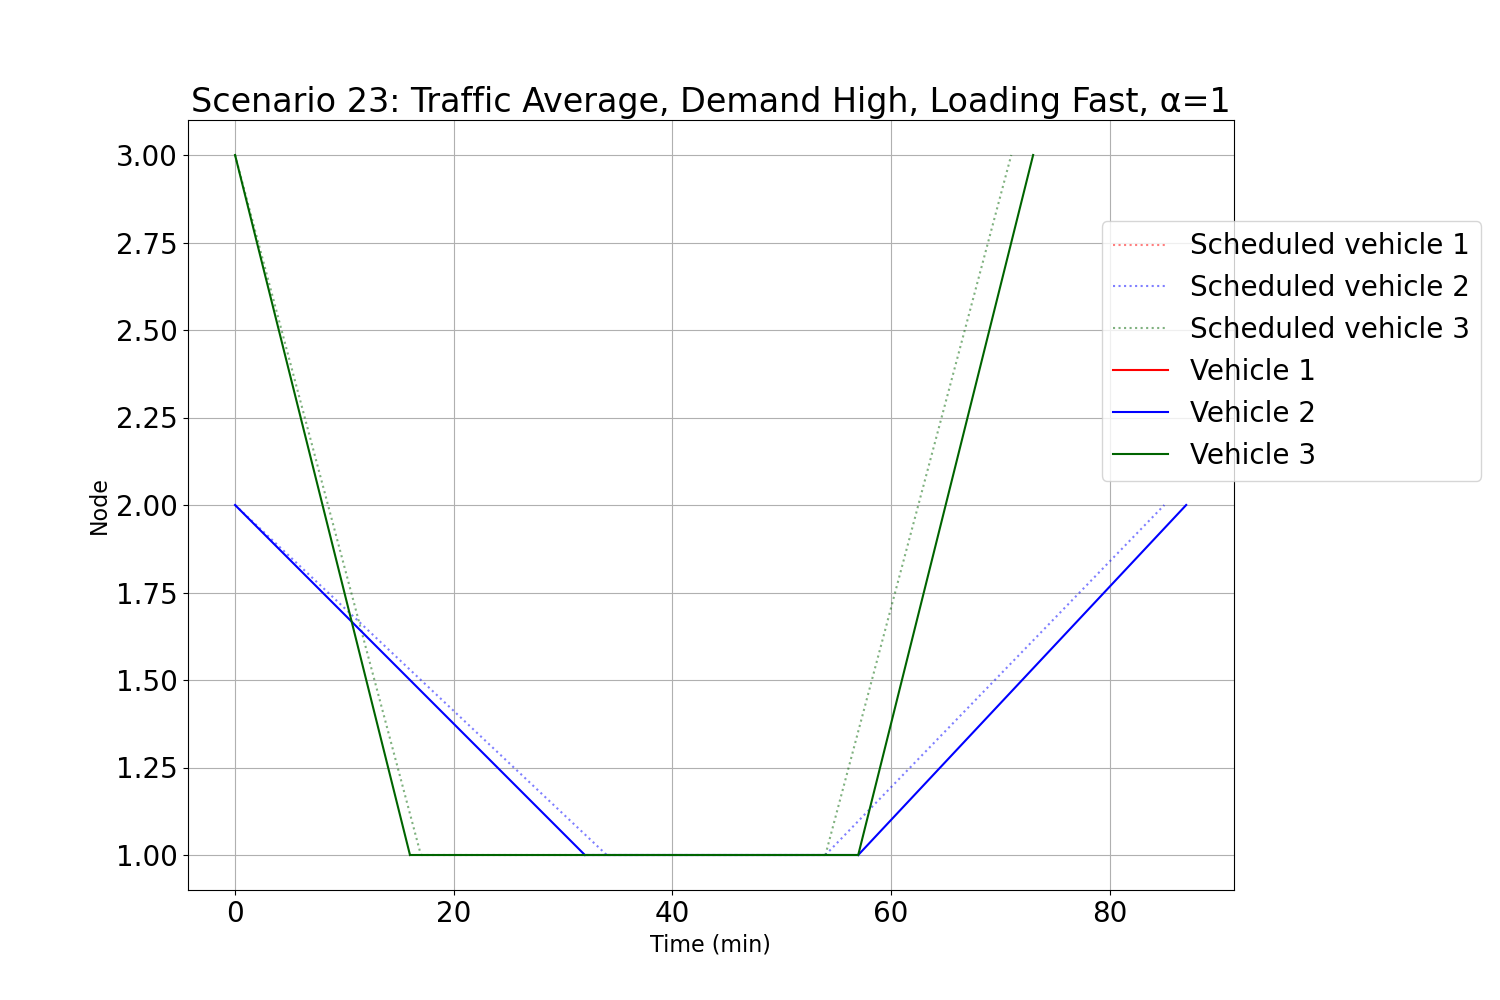 Scenario 23: Traffic Average, Demand High, Loading Fast, α=1
3.00
2.75
2.50
2.25
2.00
1.75
1.50
1.25
1.00
Node
Scheduled vehicle 1
Scheduled vehicle 2
Scheduled vehicle 3
Vehicle 1
Vehicle 2
Vehicle 3
0 20 40 60 80
Time (min)